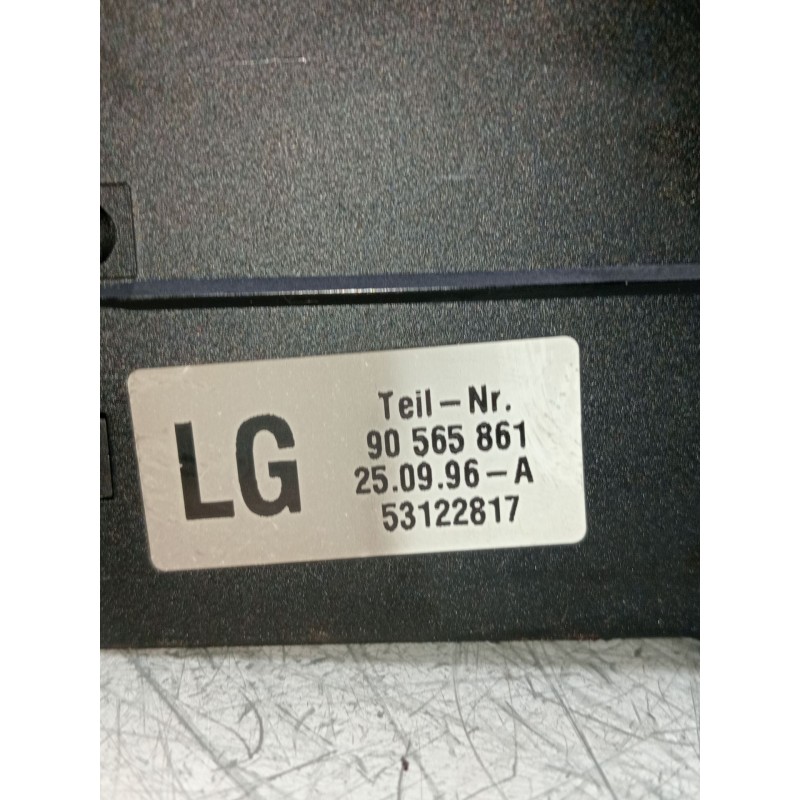 LG
Teil-Nr.
90 565 861
25.09.96-A
53122817